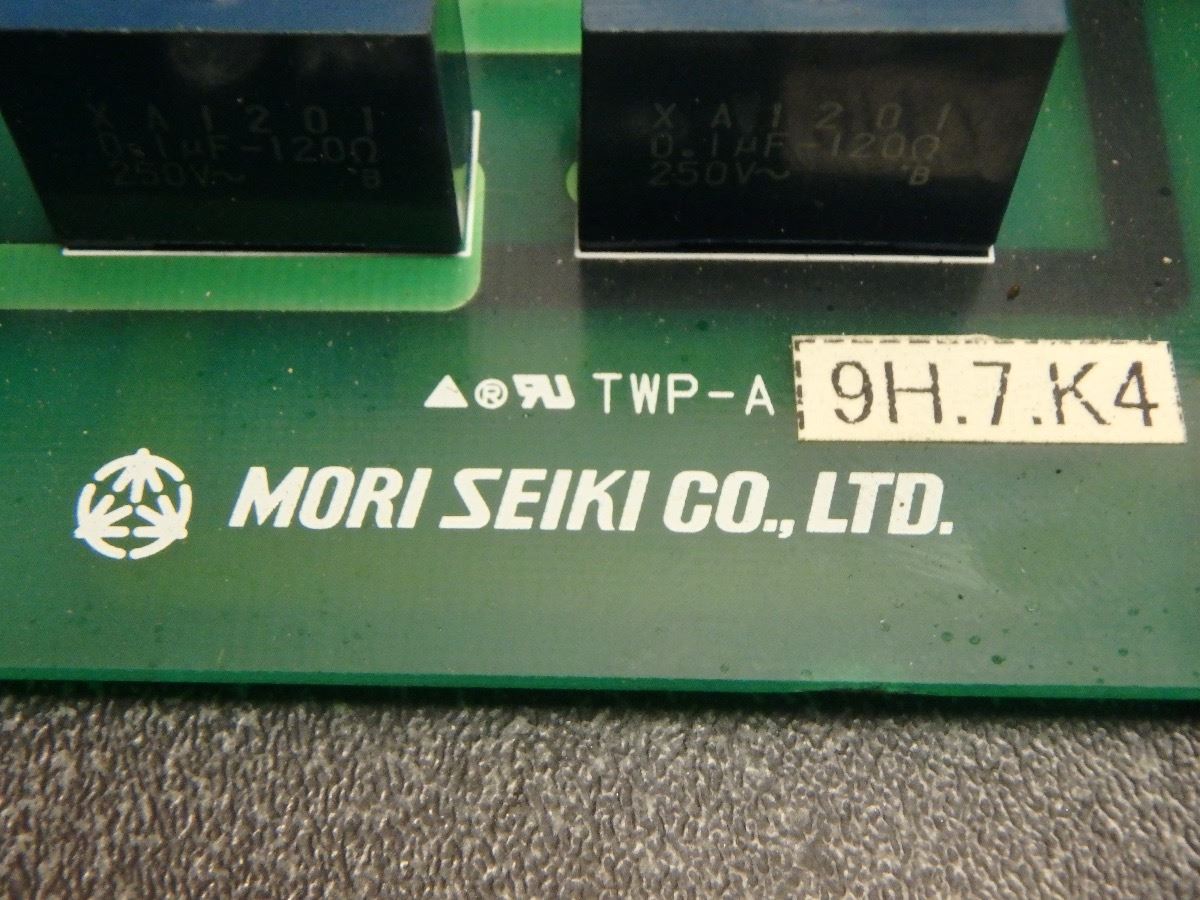 XA1201
0.1µF-120Ω
250V~ B
XA1201
0.1µF-120Ω
250V~ B
® TWP-A
9H.7.K4
MORI SEIKI CO., LTD.